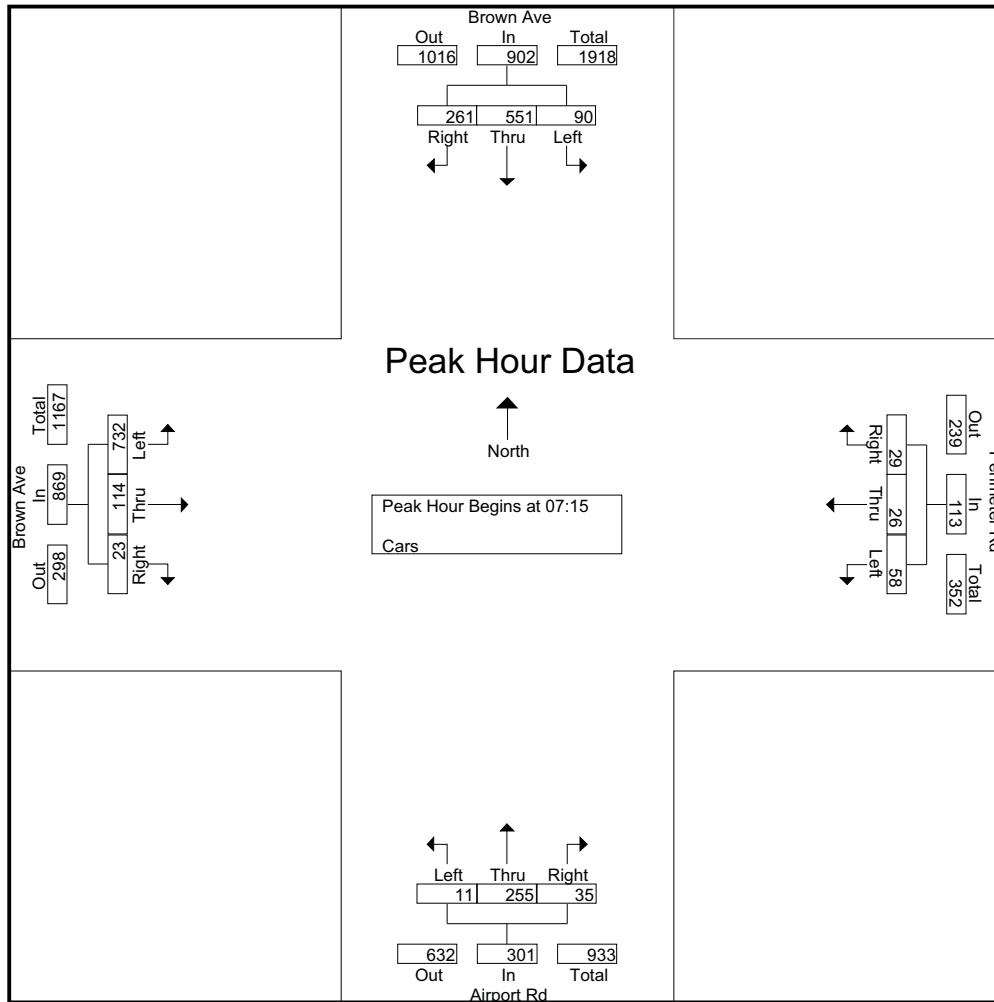 Brown Ave
Out In Total
1016 902 1918
261 551 90
Right Thru Left
Peak Hour Data
North
Peak Hour Begins at 07:15
Cars
Brown Ave
Total In Out
1167 869 298
732 114 23
Left Thru Right
Right Thru Left
29 26 58
239 113 352
Out In Total
Rd
Left Thru Right
11 255 35
632 301 933
Out In Total
Airport Rd